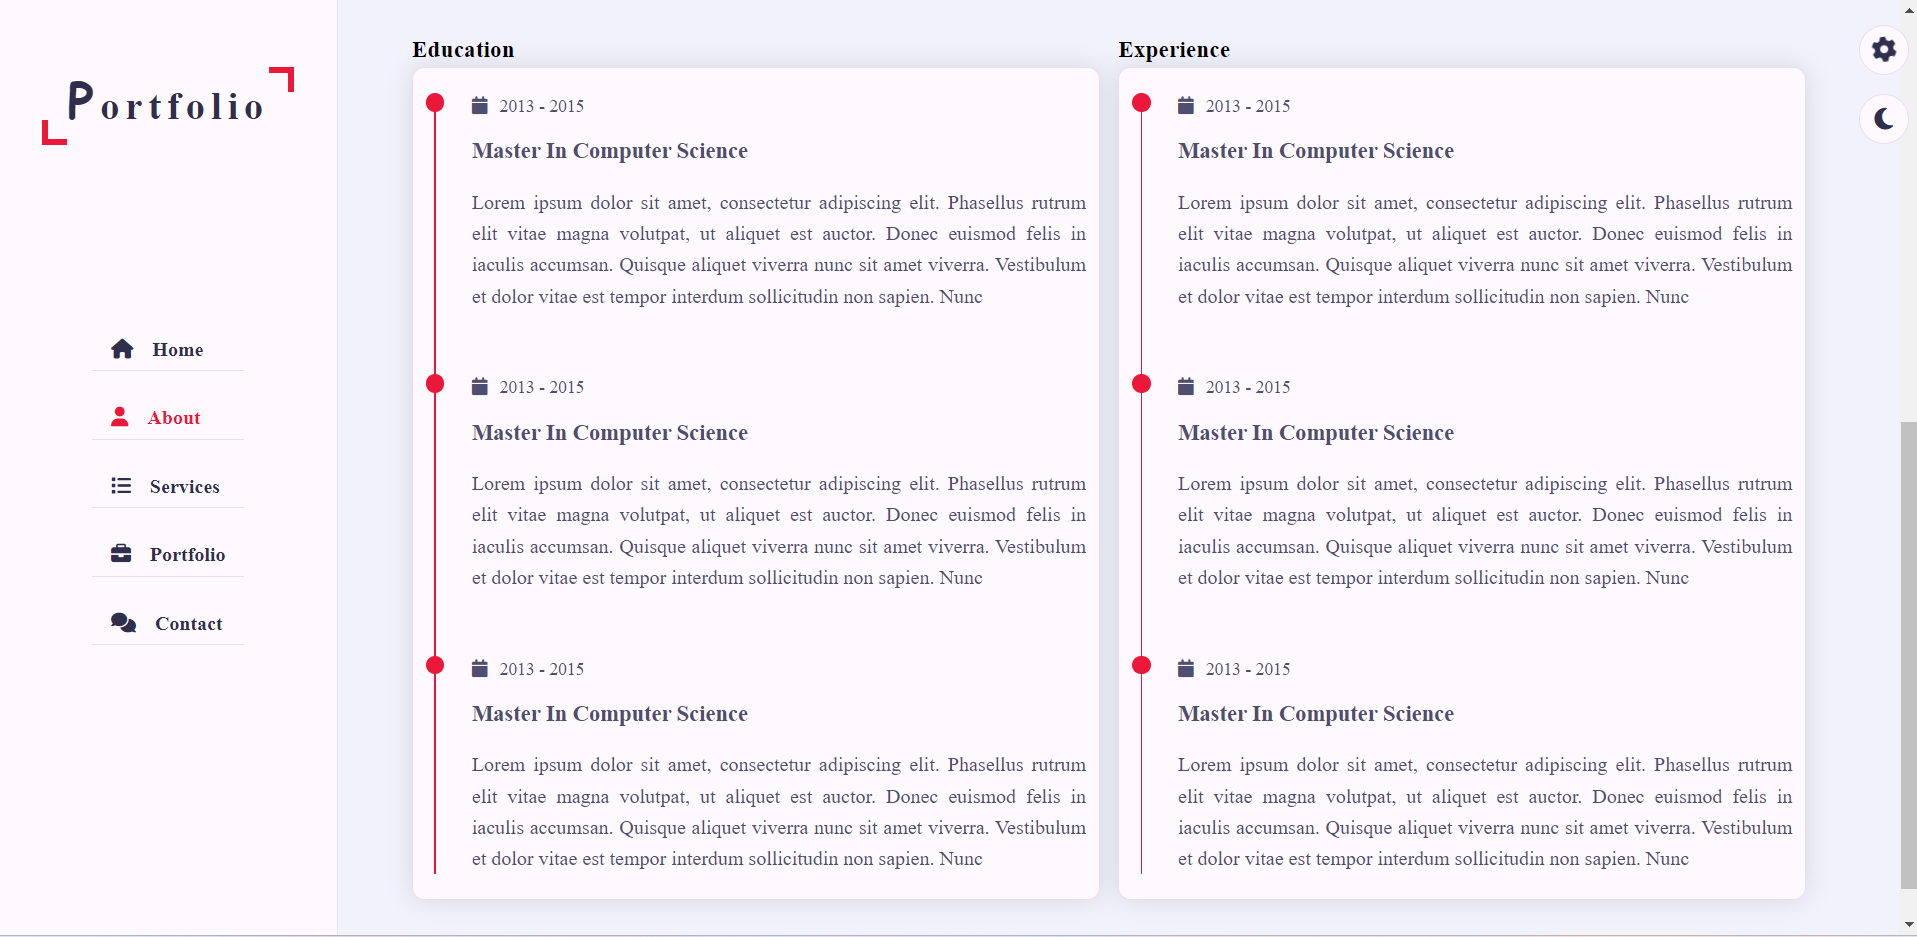 Portfolio
Home
About
Services
Portfolio
Contact
Education
2013 - 2015
Master In Computer Science
Lorem ipsum dolor sit amet, consectetur adipiscing elit. Phasellus rutrum
elit vitae magna volutpat, ut aliquet est auctor. Donec euismod felis in
iaculis accumsan. Quisque aliquet viverra nunc sit amet viverra. Vestibulum
et dolor vitae est tempor interdum sollicitudin non sapien. Nunc
2013 - 2015
Master In Computer Science
Lorem ipsum dolor sit amet, consectetur adipiscing elit. Phasellus rutrum
elit vitae magna volutpat, ut aliquet est auctor. Donec euismod felis in
iaculis accumsan. Quisque aliquet viverra nunc sit amet viverra. Vestibulum
et dolor vitae est tempor interdum sollicitudin non sapien. Nunc
2013 - 2015
Master In Computer Science
Lorem ipsum dolor sit amet, consectetur adipiscing elit. Phasellus rutrum
elit vitae magna volutpat, ut aliquet est auctor. Donec euismod felis in
iaculis accumsan. Quisque aliquet viverra nunc sit amet viverra. Vestibulum
et dolor vitae est tempor interdum sollicitudin non sapien. Nunc
Experience
2013 - 2015
Master In Computer Science
Lorem ipsum dolor sit amet, consectetur adipiscing elit. Phasellus rutrum
elit vitae magna volutpat, ut aliquet est auctor. Donec euismod felis in
iaculis accumsan. Quisque aliquet viverra nunc sit amet viverra. Vestibulum
et dolor vitae est tempor interdum sollicitudin non sapien. Nunc
2013 - 2015
Master In Computer Science
Lorem ipsum dolor sit amet, consectetur adipiscing elit. Phasellus rutrum
elit vitae magna volutpat, ut aliquet est auctor. Donec euismod felis in
iaculis accumsan. Quisque aliquet viverra nunc sit amet viverra. Vestibulum
et dolor vitae est tempor interdum sollicitudin non sapien. Nunc
2013 - 2015
Master In Computer Science
Lorem ipsum dolor sit amet, consectetur adipiscing elit. Phasellus rutrum
elit vitae magna volutpat, ut aliquet est auctor. Donec euismod felis in
iaculis accumsan. Quisque aliquet viverra nunc sit amet viverra. Vestibulum
et dolor vitae est tempor interdum sollicitudin non sapien. Nunc